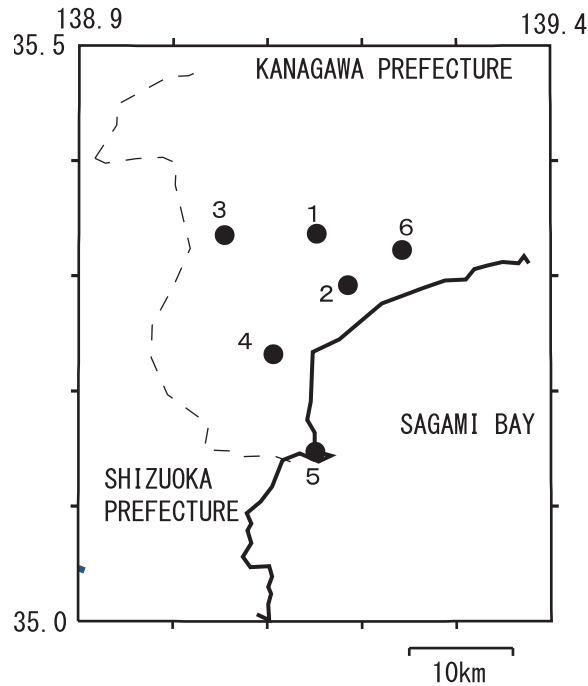 138.9
139.4
35.5
KANAGAWA PREFECTURE
3
1
6
2
4
SAGAMI BAY
5
SHIZUOKA
PREFECTURE
35.0
10km